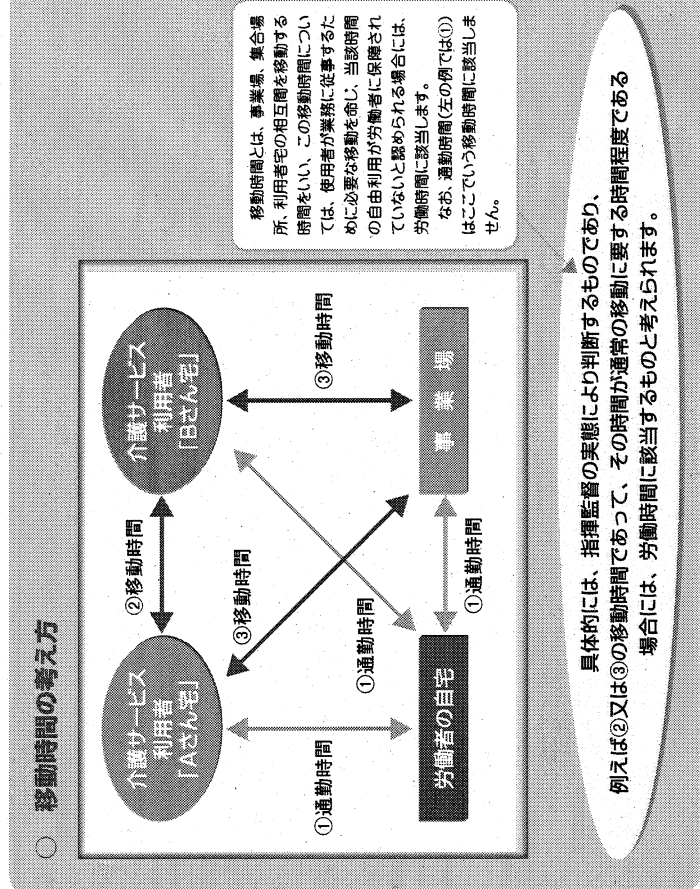 ○ 移動時間の考え方
介護サービス
利用者
「Aさん宅」
②移動時間
介護サービス
利用者
「Bさん宅」
①通勤時間
③移動時間
①通勤時間
③移動時間
労働者の自宅
①通勤時間
事業場
移動時間とは、事業場、集合場
所、利用者宅の相互間を移動する
時間をいい、この移動時間につい
ては、使用者が業務に従事するた
めに必要な移動を命じ、当該時間
の自由利用が労働者に保障され
ていないと認められる場合には、
労働時間に該当します。
なお、通勤時間(左の例では①)
はここでいう移動時間に該当しま
せん。
具体的には、指揮監督の実態により判断するものであり、
例えば②又は③の移動時間であって、その時間が通常の移動に要する時間程度である
場合には、労働時間に該当するものと考えられます。